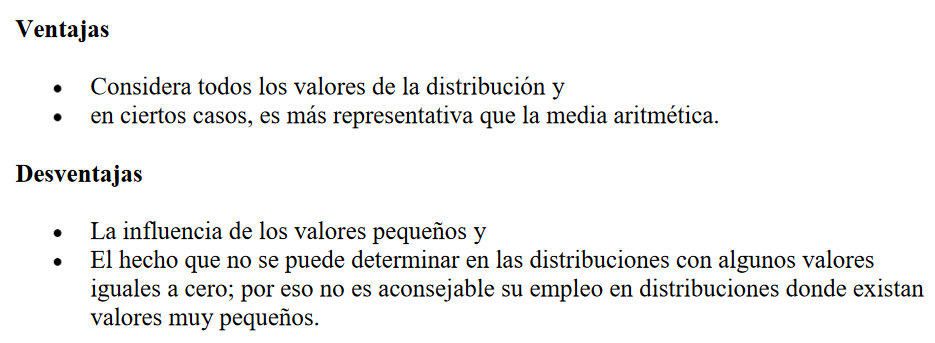 Ventajas
• Considera todos los valores de la distribución y
• en ciertos casos, es más representativa que la media aritmética.
Desventajas
• La influencia de los valores pequeños y
• El hecho que no se puede determinar en las distribuciones con algunos valores
iguales a cero; por eso no es aconsejable su empleo en distribuciones donde existan
valores muy pequeños.